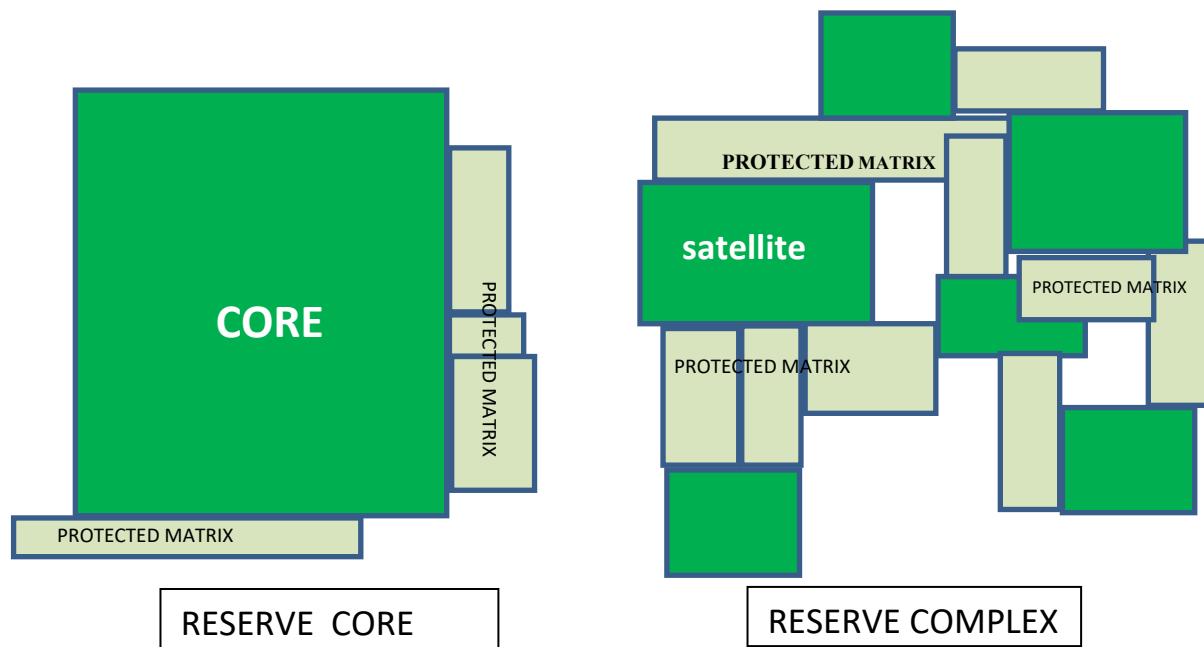 CORE
PROTECTED MATRIX
PROTECTED MATRIX
RESERVE CORE
PROTECTED MATRIX
satellite
PROTECTED MATRIX
PROTECTED MATRIX
RESERVE COMPLEX